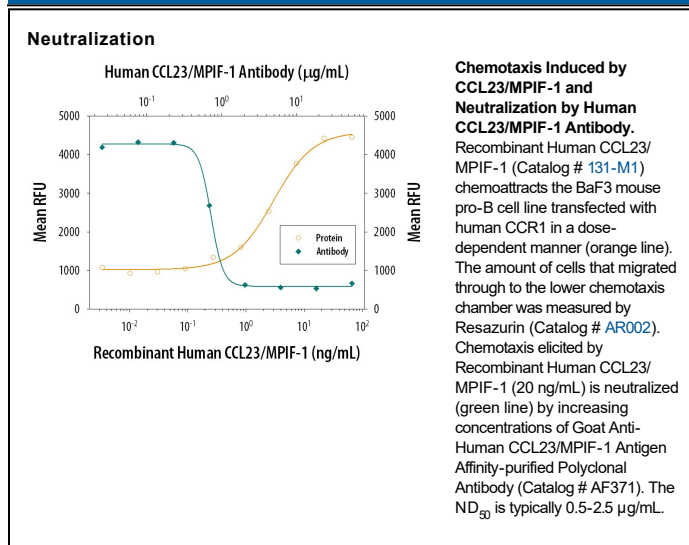 Neutralization
Human CCL23/MPIF-1 Antibody (µg/mL)
10-1 100 101
5000 5000
4000 4000
3000 3000
2000 2000
1000 1000
0 0
Mean RFU
Mean RFU
Protein
Antibody
10-2 10-1 100 101 102
Recombinant Human CCL23/MPIF-1 (ng/mL)
Chemotaxis Induced by
CCL23/MPIF-1 and
Neutralization by Human
CCL23/MPIF-1 Antibody.
Recombinant Human CCL23/
MPIF-1 (Catalog # 131-M1)
chemoattracts the BaF3 mouse
pro-B cell line transfected with
human CCR1 in a dose-
dependent manner (orange line).
The amount of cells that migrated
through to the lower chemotaxis
chamber was measured by
Resazurin (Catalog # AR002).
Chemotaxis elicited by
Recombinant Human CCL23/
MPIF-1 (20 ng/mL) is neutralized
(green line) by increasing
concentrations of Goat Anti-
Human CCL23/MPIF-1 Antigen
Affinity-purified Polyclonal
Antibody (Catalog # AF371). The
ND50 is typically 0.5-2.5 µg/mL.